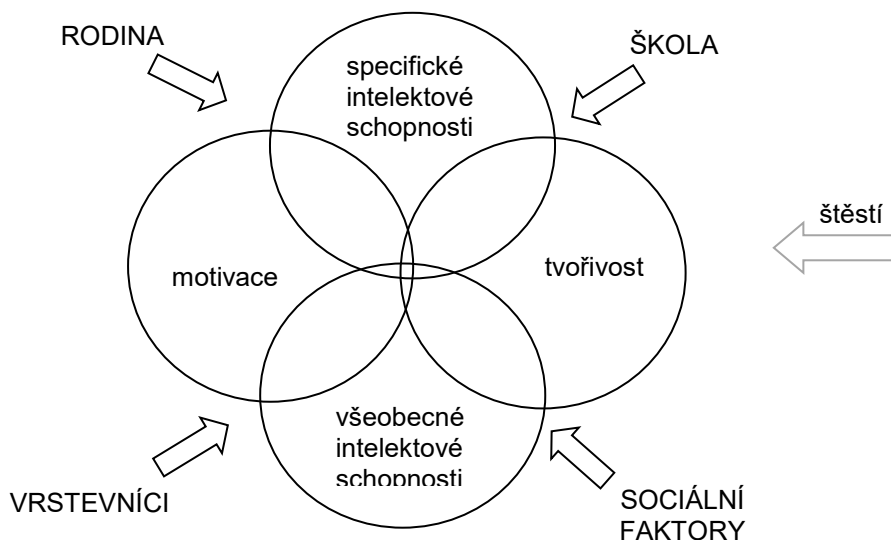 RODINA
ŠKOLA
specifické
intelektové
schopnosti
štěstí
motivace
tvořivost
všeobecné
intelektové
schopnosti
VRSTEVNÍCI
SOCIÁLNÍ
FAKTORY